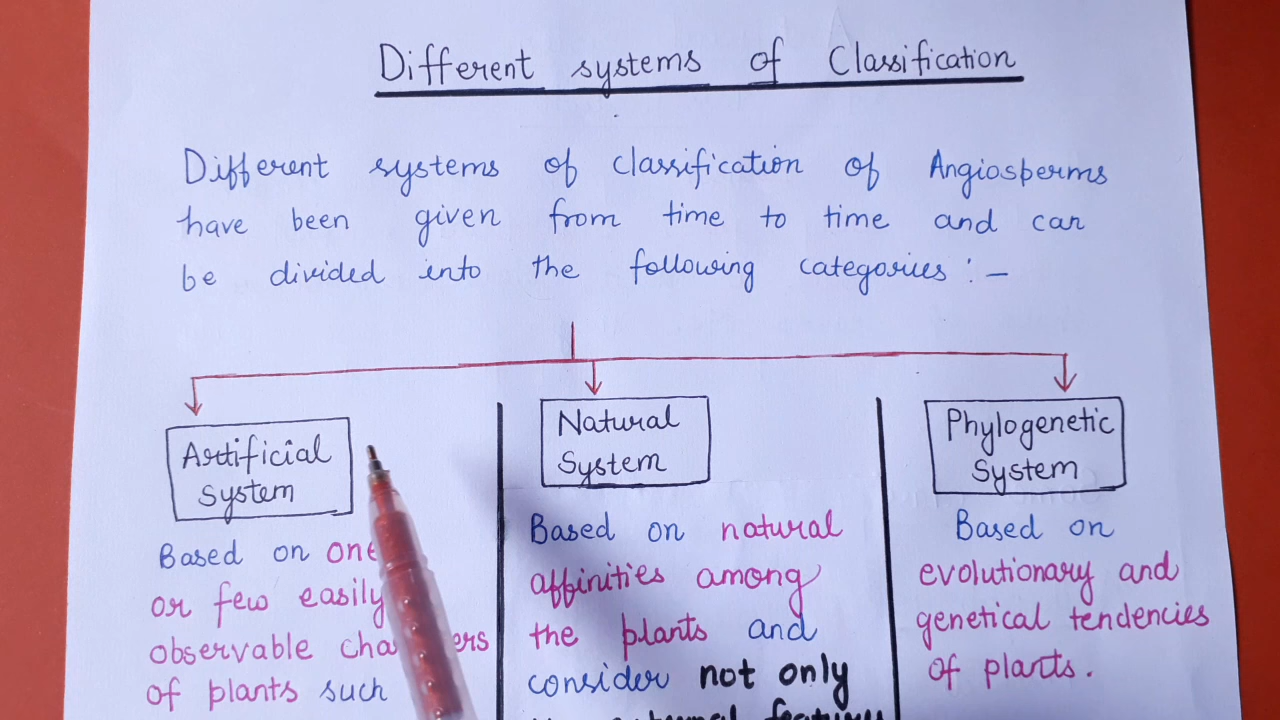 Different systems of Classification
Different systems of classification of Angiosperms
have been given from time to time and can
be divided into the following categories :-
Artificial
System
Based on one
or few easily
observable
of plants such
Natural
System
Based on natural
affinities among
the plants and
consider not only
features
Phylogenetic
System
Based on
evolutionary and
genetical tendencies
of plants.